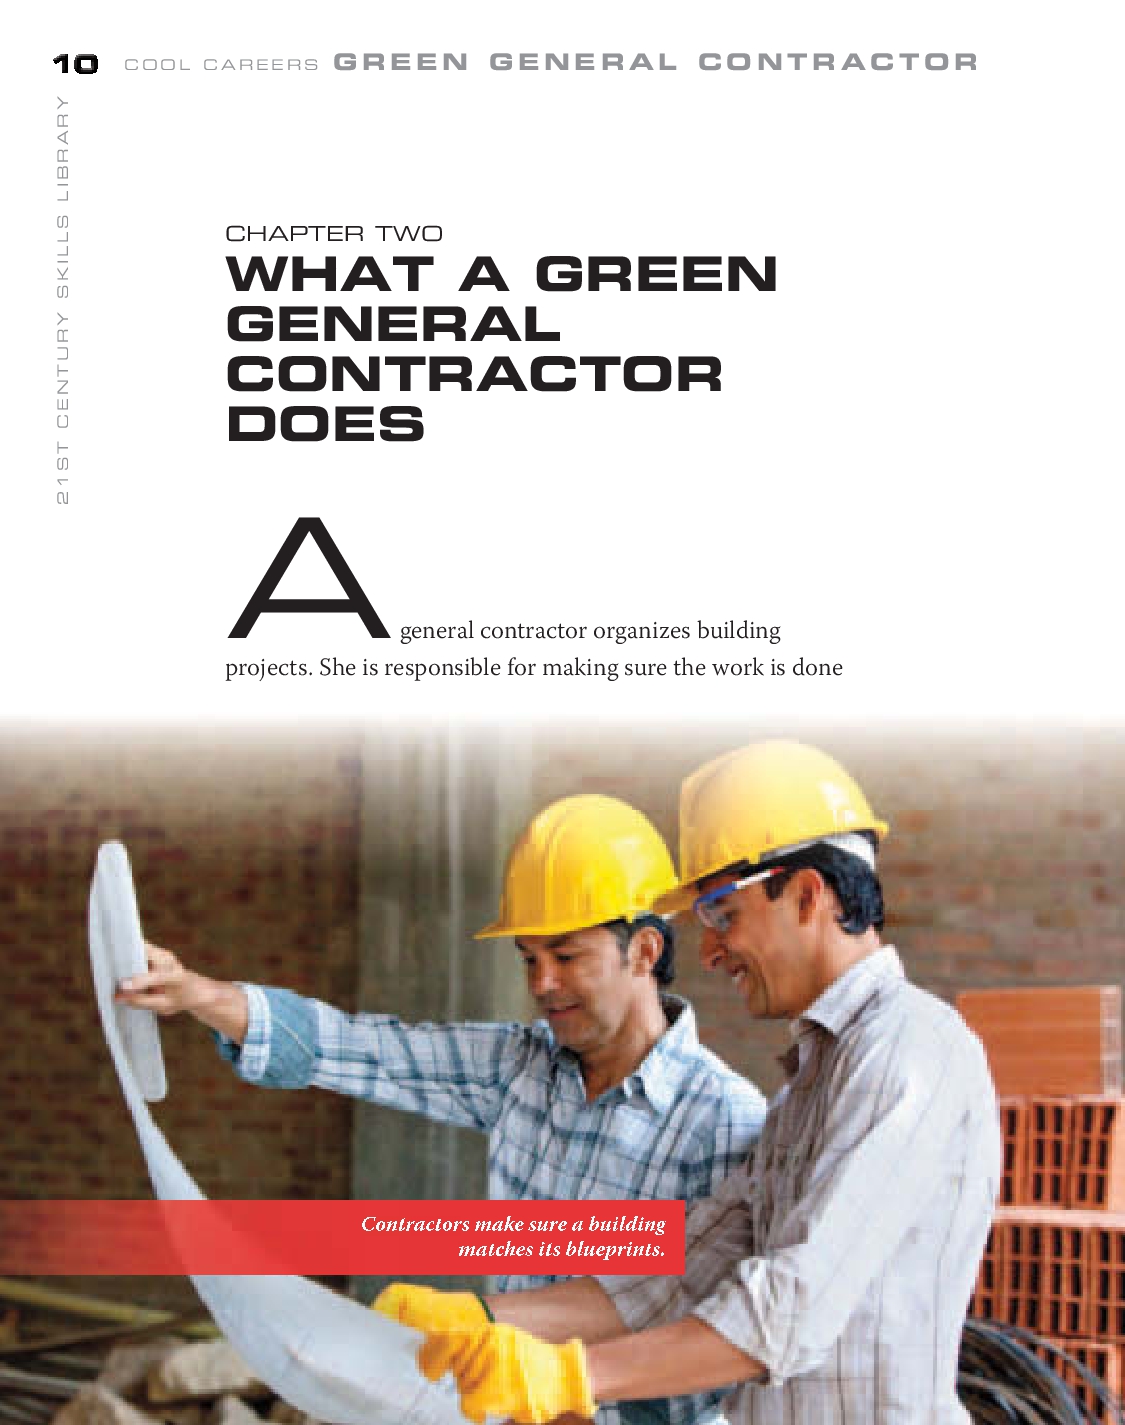 10 COOL CAREERS GREEN GENERAL CONTRACTOR
21ST CENTURY SKILLS LIBRARY
CHAPTER TWO
WHAT A GREEN
GENERAL
CONTRACTOR
DOES
A general contractor organizes building
projects. She is responsible for making sure the work is done
Contractors make sure a building
matches its blueprints.